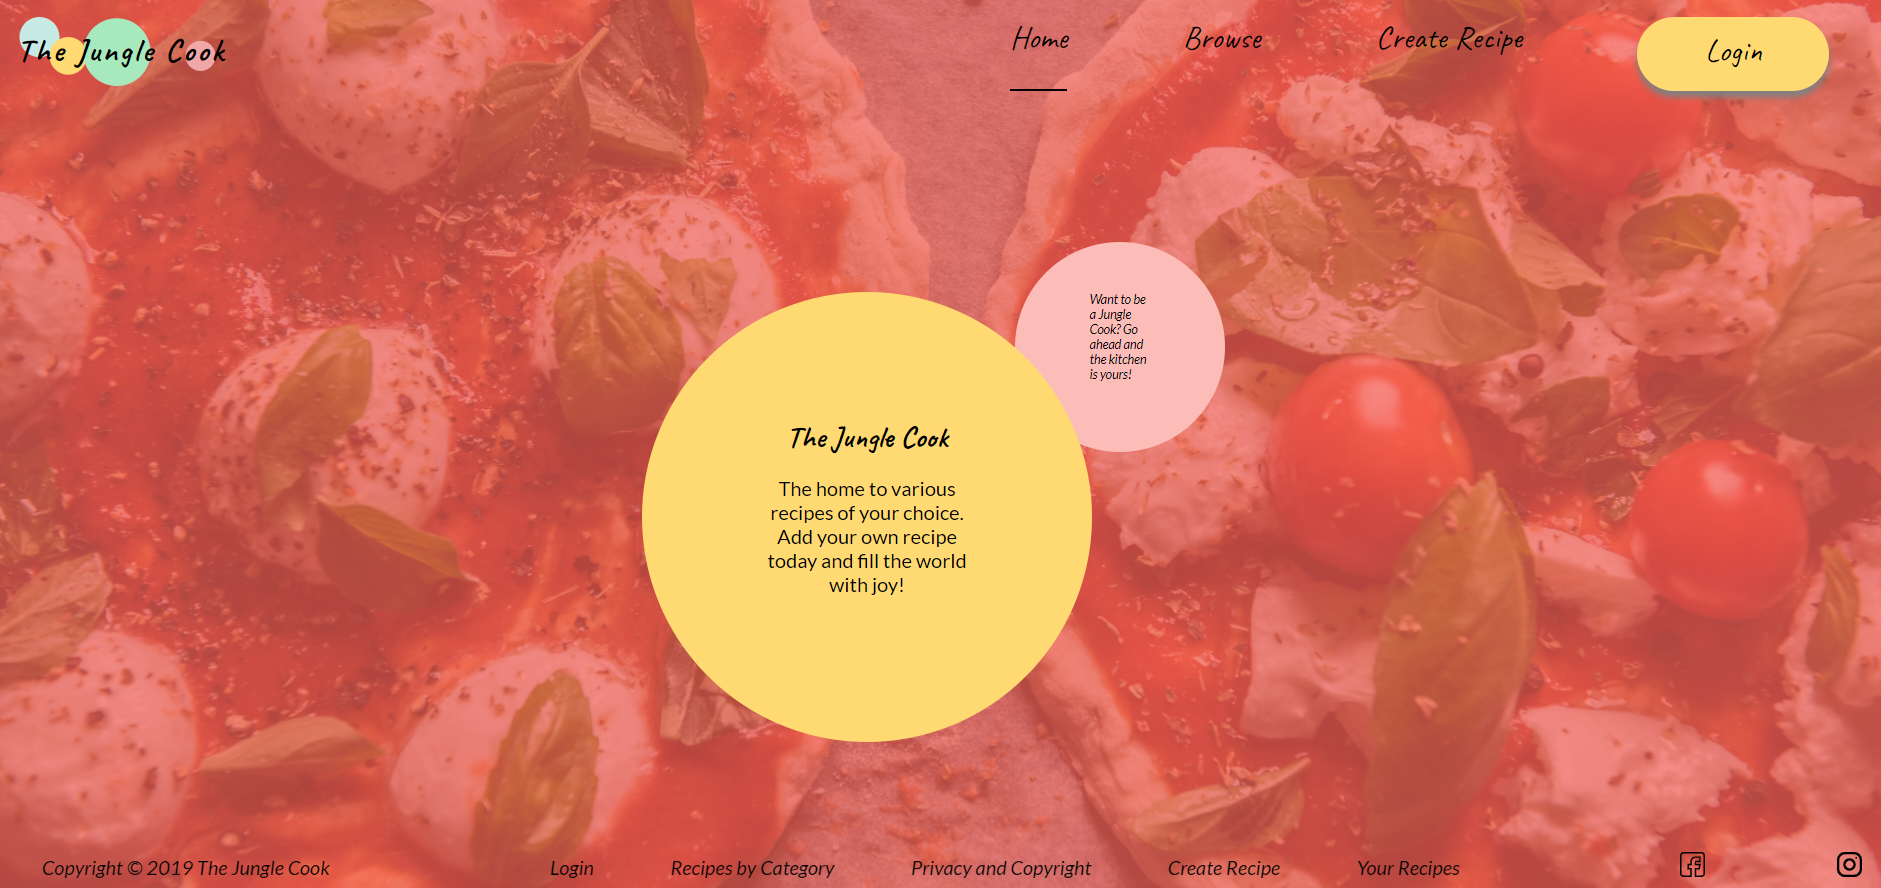 The Jungle Cook
Home
Browse
Create Recipe
Login
Want to be
a Jungle
Cook? Go
ahead and
the kitchen
is yours!
The Jungle Cook
The home to various
recipes of your choice.
Add your own recipe
today and fill the world
with joy!
Copyright © 2019 The Jungle Cook
Login
Recipes by Category
Privacy and Copyright
Create Recipe
Your Recipes